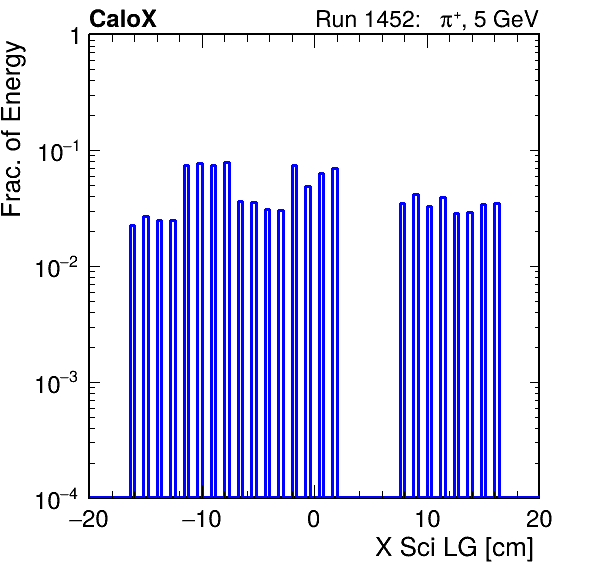 CaloX Run 1452: π⁺, 5 GeV
Frac. of Energy
1
10⁻¹
10⁻²
10⁻³
10⁻⁴
−20 −10 0 10 20
X Sci LG [cm]